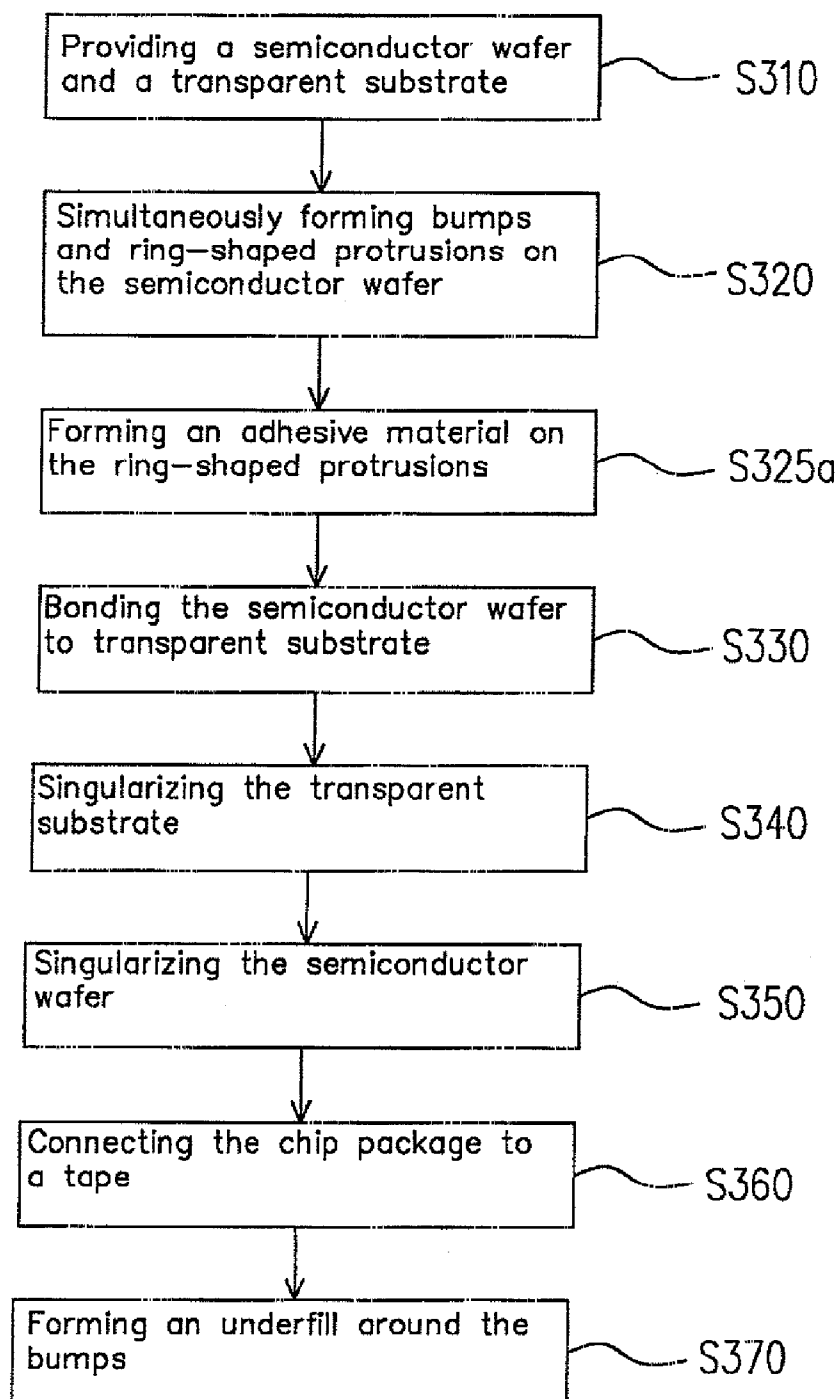 Providing a semiconductor wafer
and a transparent substrate
S310
Simultaneously forming bumps
and ring-shaped protrusions on
the semiconductor wafer
S320
Forming an adhesive material on
the ring-shaped protrusions
S325a
Bonding the semiconductor wafer
to transparent substrate
S330
Singularizing the transparent
substrate
S340
Singularizing the semiconductor
wafer
S350
Connecting the chip package to
a tape
S360
Forming an underfill around the
bumps
S370